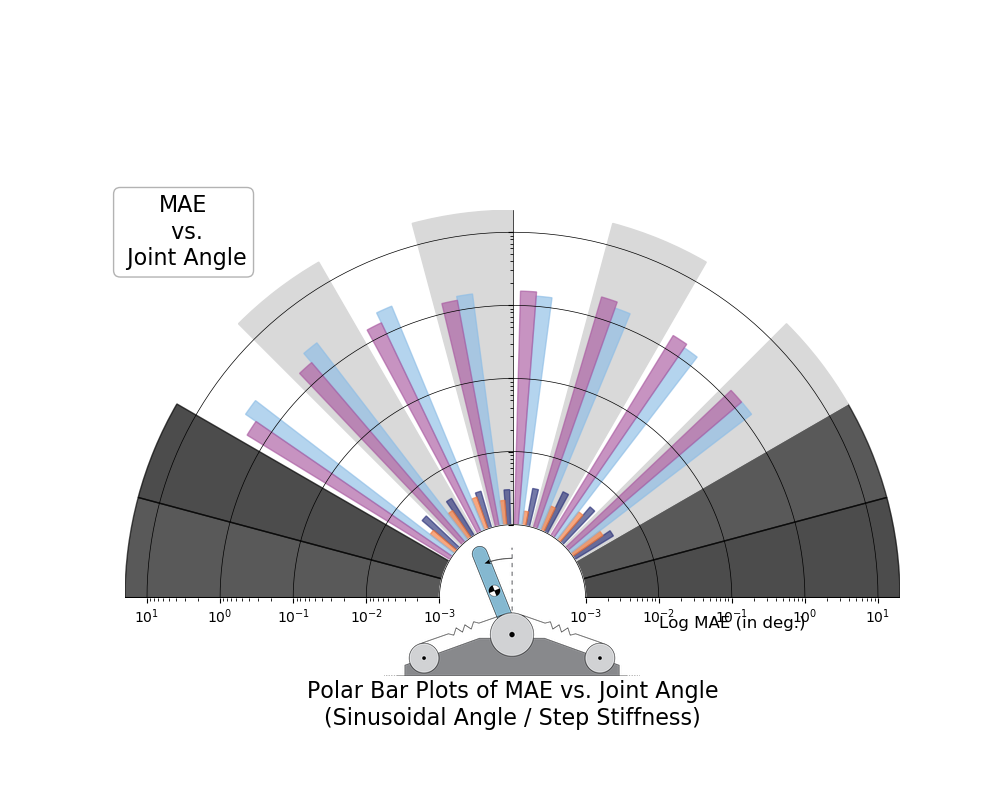 MAE
vs.
Joint Angle
10¹ 10⁰ 10⁻¹ 10⁻² 10⁻³ 10⁻³ 10⁻² 10⁻¹ 10⁰ 10¹
Log MAE (in deg.)
Polar Bar Plots of MAE vs. Joint Angle
(Sinusoidal Angle / Step Stiffness)